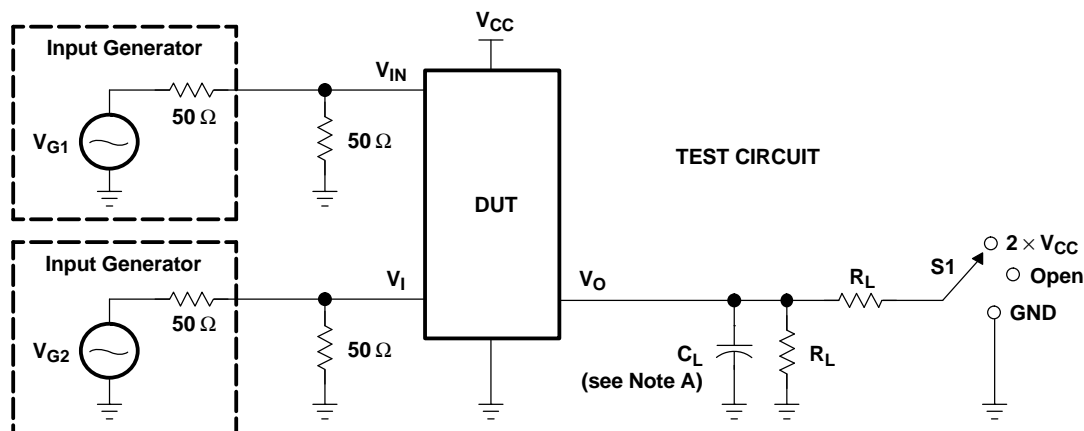 Input Generator
50 Ω
V_G1
V_IN
50 Ω
V_CC
DUT
TEST CIRCUIT
Input Generator
50 Ω
V_G2
V_I
50 Ω
V_O
C_L
(see Note A)
R_L
R_L
S1
2 × V_CC
Open
GND